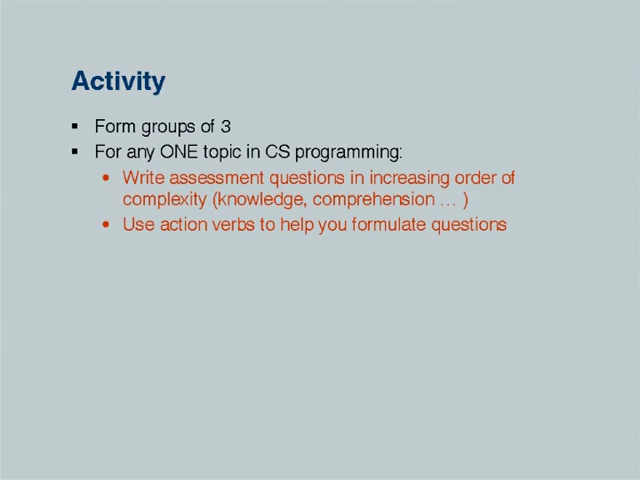 Activity
▪ Form groups of 3
▪ For any ONE topic in CS programming:
• Write assessment questions in increasing order of
complexity (knowledge, comprehension … )
• Use action verbs to help you formulate questions